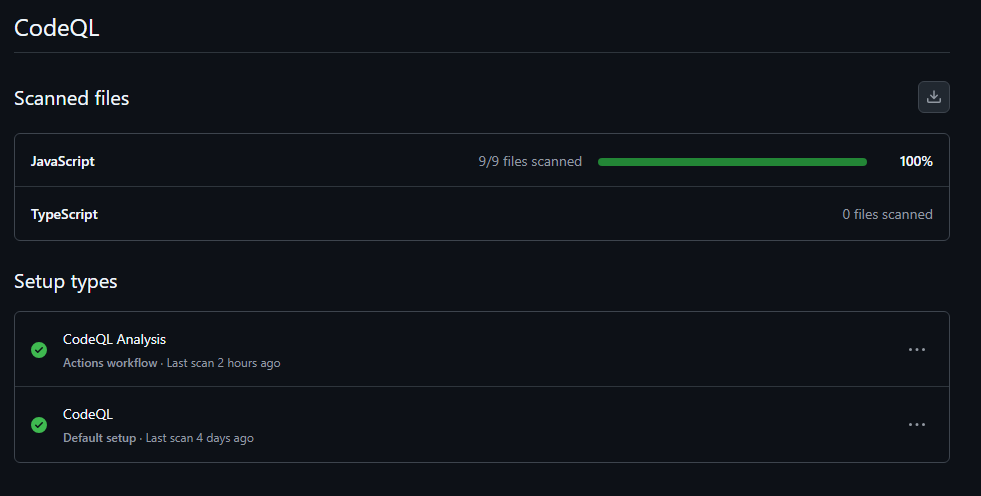 CodeQL
Scanned files
JavaScript 9/9 files scanned 100%
TypeScript 0 files scanned
Setup types
CodeQL Analysis
Actions workflow · Last scan 2 hours ago
CodeQL
Default setup · Last scan 4 days ago